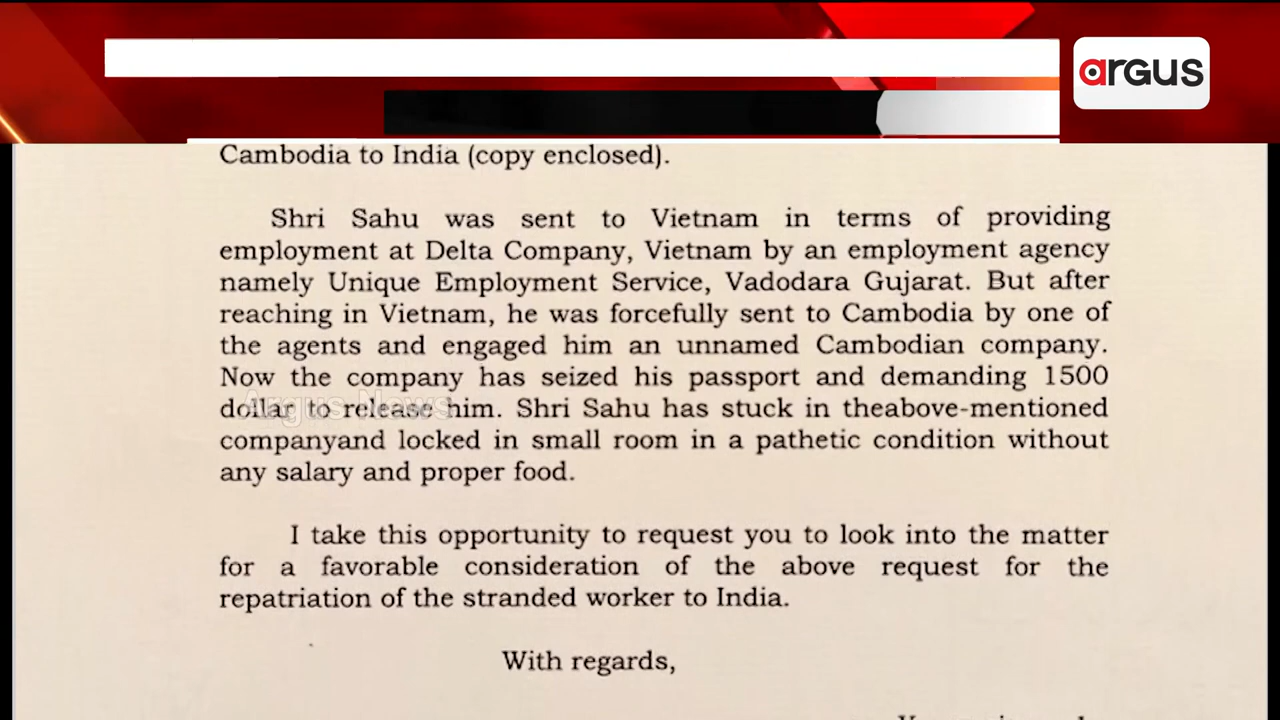 argus
Cambodia to India (copy enclosed).
Shri Sahu was sent to Vietnam in terms of providing
employment at Delta Company, Vietnam by an employment agency
namely Unique Employment Service, Vadodara Gujarat. But after
reaching in Vietnam, he was forcefully sent to Cambodia by one of
the agents and engaged him an unnamed Cambodian company.
Now the company has seized his passport and demanding 1500
dollar to release him. Shri Sahu has stuck in theabove-mentioned
Argus News
companyand locked in small room in a pathetic condition without
any salary and proper food.
I take this opportunity to request you to look into the matter
for a favorable consideration of the above request for the
repatriation of the stranded worker to India.
With regards,